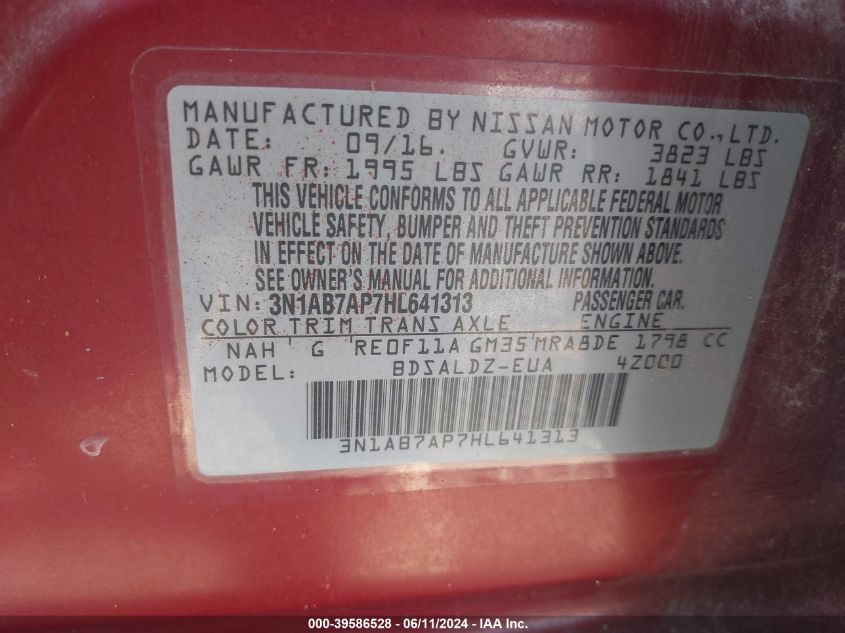 MANUFACTURED BY NISSAN MOTOR CO., LTD.
DATE: 09/16. GVWR: 3823 LBS
GAWR FR: 1995 LBS GAWR RR: 1841 LBS
THIS VEHICLE CONFORMS TO ALL APPLICABLE FEDERAL MOTOR
VEHICLE SAFETY, BUMPER AND THEFT PREVENTION STANDARDS
IN EFFECT ON THE DATE OF MANUFACTURE SHOWN ABOVE.
SEE OWNER'S MANUAL FOR ADDITIONAL INFORMATION.
VIN: 3N1AB7AP7HL641313 PASSENGER CAR.
COLOR TRIM TRANS AXLE ENGINE
NAH G RE0F11A GM35 MRA8DE 1798 CC
MODEL: BDSALDZ-EUA 4Z000
3N1AB7AP7HL641313
000-39586528 - 06/11/2024 - IAA Inc.